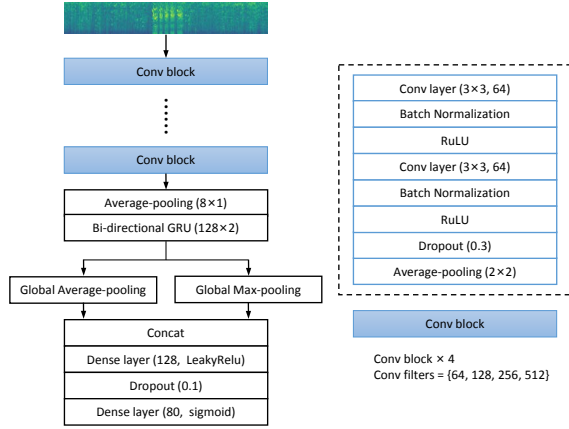 Conv block
Conv block
Average-pooling (8×1)
Bi-directional GRU (128×2)
Global Average-pooling
Global Max-pooling
Concat
Dense layer (128, LeakyRelu)
Dropout (0.1)
Dense layer (80, sigmoid)
Conv layer (3×3, 64)
Batch Normalization
RuLU
Conv layer (3×3, 64)
Batch Normalization
RuLU
Dropout (0.3)
Average-pooling (2×2)
Conv block
Conv block × 4
Conv filters = {64, 128, 256, 512}